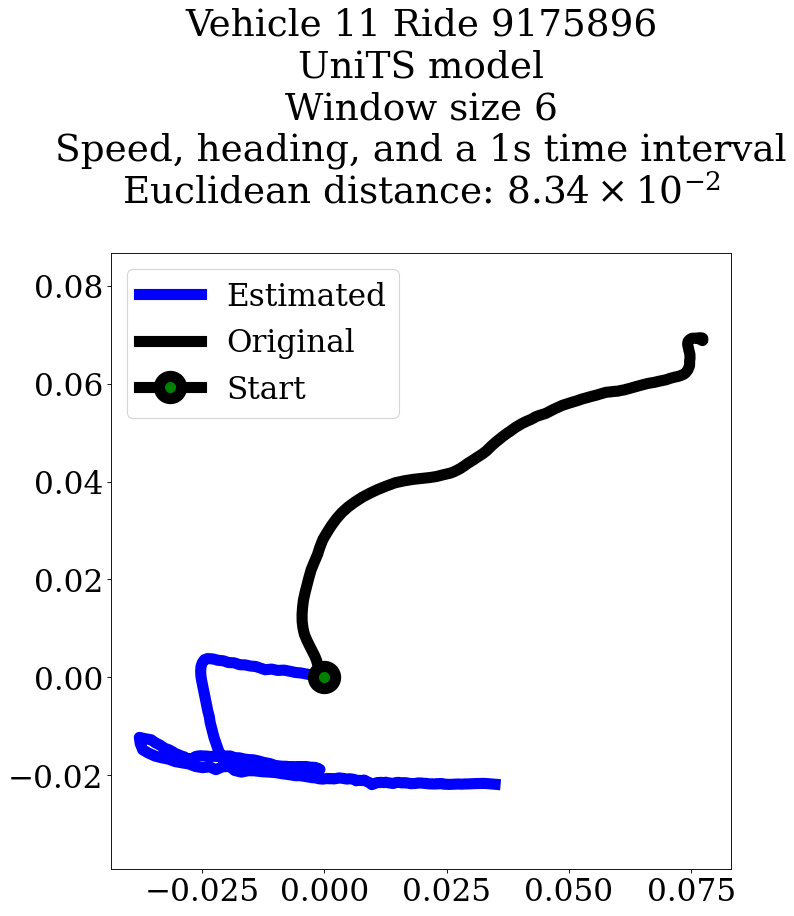 Vehicle 11 Ride 9175896
UniTS model
Window size 6
Speed, heading, and a 1s time interval
Euclidean distance: 8.34 × 10⁻²
Estimated
Original
Start
0.08
0.06
0.04
0.02
0.00
−0.02
−0.025 0.000 0.025 0.050 0.075